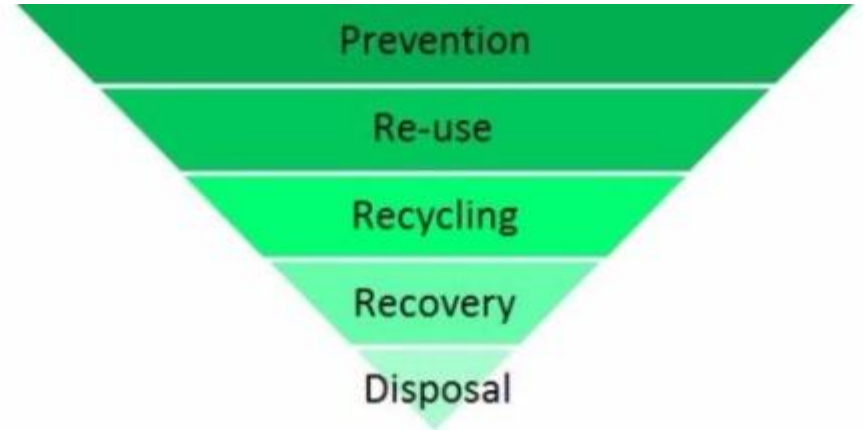 Prevention
Re-use
Recycling
Recovery
Disposal